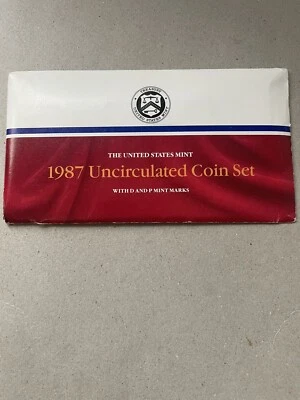 THE UNITED STATES MINT
1987 Uncirculated Coin Set
WITH D AND P MINT MARKS